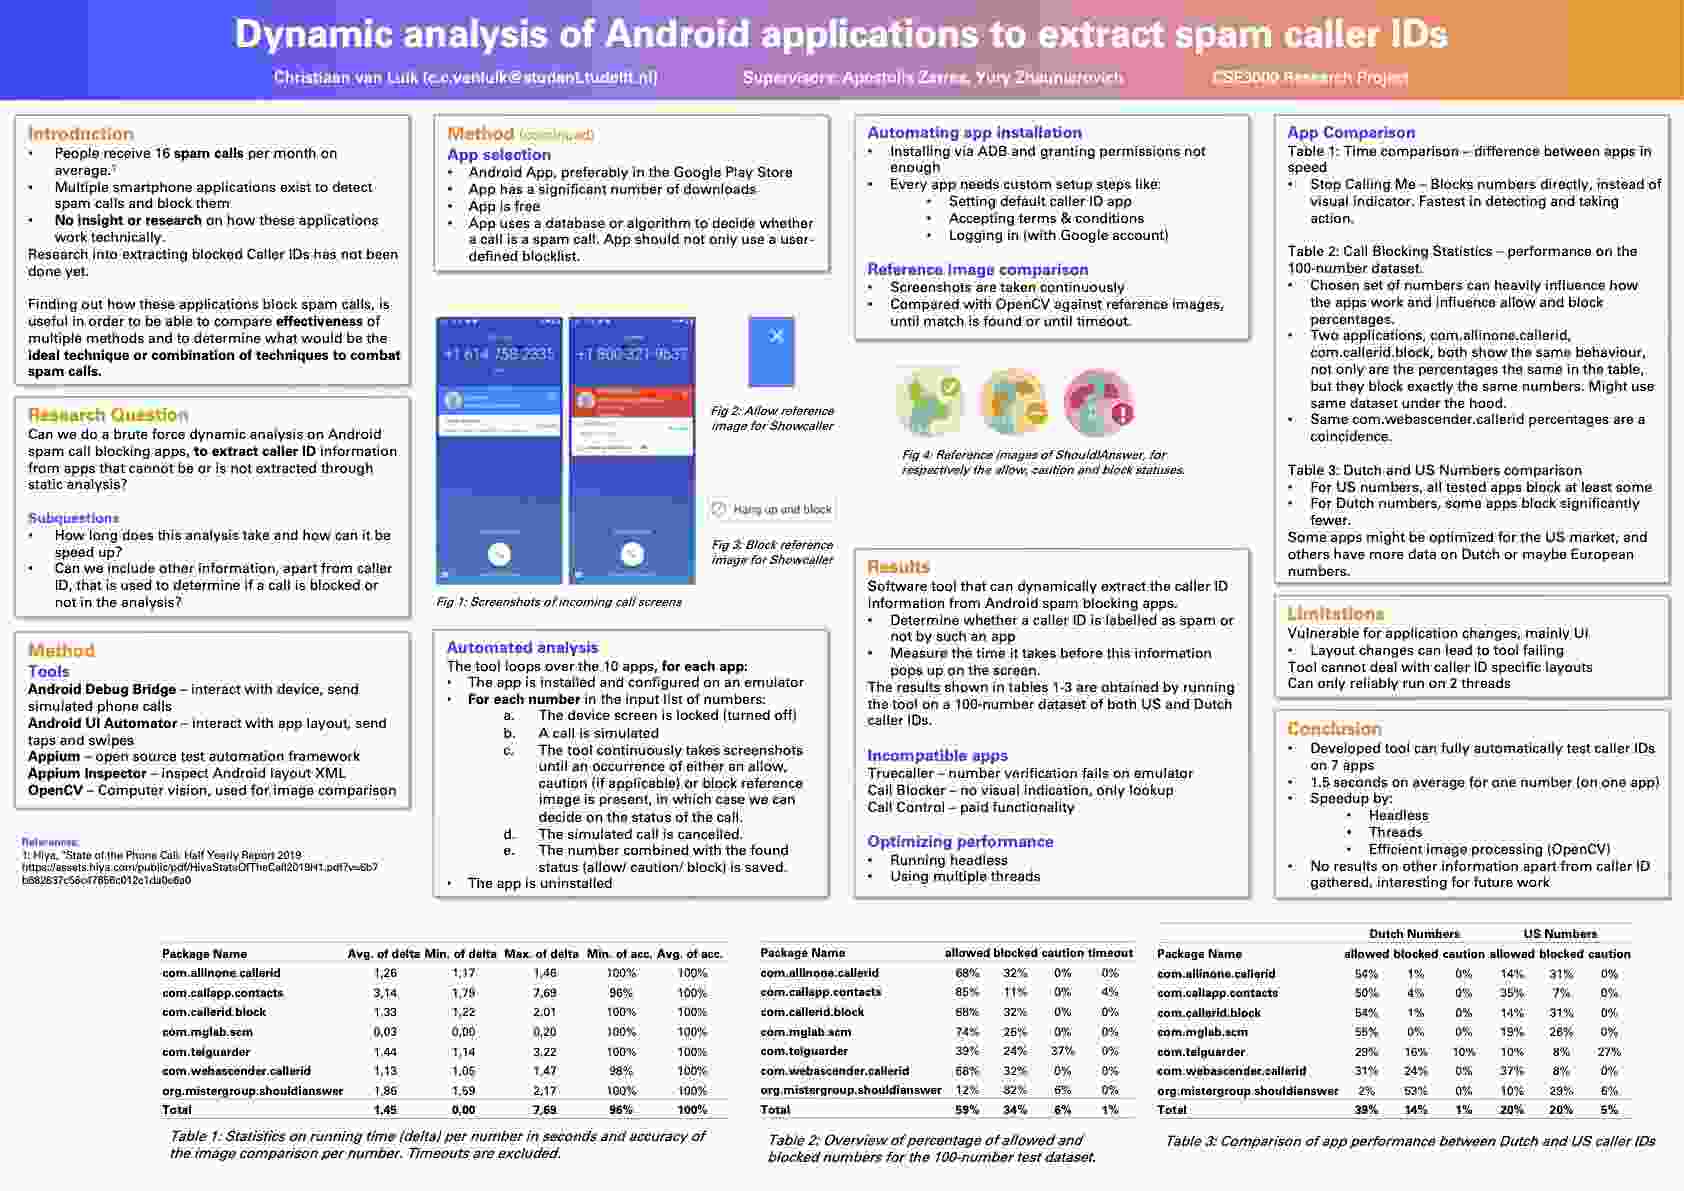 Dynamic analysis of Android applications to extract spam caller IDs
Christiaan van Luik (c.c.vanluik@student.tudelft.nl)
Supervisors: Apostolis Zarras, Yury Zhauniarovich
CSE3000 Research Project
Introduction
• People receive 16 spam calls per month on
average.¹
• Multiple smartphone applications exist to detect
spam calls and block them
• No insight or research on how these applications
work technically.
Research into extracting blocked Caller IDs has not been
done yet.
Finding out how these applications block spam calls, is
useful in order to be able to compare effectiveness of
multiple methods and to determine what would be the
ideal technique or combination of techniques to combat
spam calls.
Research Question
Can we do a brute force dynamic analysis on Android
spam call blocking apps, to extract caller ID information
from apps that cannot be or is not extracted through
static analysis?
Subquestions
• How long does this analysis take and how can it be
speed up?
• Can we include other information, apart from caller
ID, that is used to determine if a call is blocked or
not in the analysis?
Method
Tools
Android Debug Bridge – interact with device, send
simulated phone calls
Android UI Automator – interact with app layout, send
taps and swipes
Appium – open source test automation framework
Appium Inspector – inspect Android layout XML
OpenCV – Computer vision, used for image comparison
References:
1: Hiya, "State of the Phone Call: Half Yearly Report 2019
Method (continued)
App selection
• Android App, preferably in the Google Play Store
• App has a significant number of downloads
• App is free
• App uses a database or algorithm to decide whether
a call is a spam call. App should not only use a user-
defined blocklist.
+1 614-758-2335
+1 800-321-9637
Fig 2: Allow reference
image for Showcaller
Hang up and block
Fig 3: Block reference
image for Showcaller
Fig 1: Screenshots of incoming call screens
Automated analysis
The tool loops over the 10 apps, for each app:
• The app is installed and configured on an emulator
• For each number in the input list of numbers:
a. The device screen is locked (turned off)
b. A call is simulated
c. The tool continuously takes screenshots
until an occurrence of either an allow,
caution (if applicable) or block reference
image is present, in which case we can
decide on the status of the call.
d. The simulated call is cancelled.
e. The number combined with the found
status (allow/ caution/ block) is saved.
• The app is uninstalled
Automating app installation
• Installing via ADB and granting permissions not
enough
• Every app needs custom setup steps like:
• Setting default caller ID app
• Accepting terms & conditions
• Logging in (with Google account)
Reference image comparison
• Screenshots are taken continuously
• Compared with OpenCV against reference images,
until match is found or until timeout.
Fig 4: Reference images of ShouldIAnswer, for
respectively the allow, caution and block statuses.
Results
Software tool that can dynamically extract the caller ID
information from Android spam blocking apps.
• Determine whether a caller ID is labelled as spam or
not by such an app
• Measure the time it takes before this information
pops up on the screen.
The results shown in tables 1-3 are obtained by running
the tool on a 100-number dataset of both US and Dutch
caller IDs.
Incompatible apps
Truecaller – number verification fails on emulator
Call Blocker – no visual indication, only lookup
Call Control – paid functionality
Optimizing performance
• Running headless
• Using multiple threads
App Comparison
Table 1: Time comparison – difference between apps in
speed
• Stop Calling Me – Blocks numbers directly, instead of
visual indicator. Fastest in detecting and taking
action.
Table 2: Call Blocking Statistics – performance on the
100-number dataset.
• Chosen set of numbers can heavily influence how
the apps work and influence allow and block
percentages.
• Two applications, com.allinone.callerid,
com.callerid.block, both show the same behaviour,
not only are the percentages the same in the table,
but they block exactly the same numbers. Might use
same dataset under the hood.
• Same com.webascender.callerid percentages are a
coincidence.
Table 3: Dutch and US Numbers comparison
• For US numbers, all tested apps block at least some
• For Dutch numbers, some apps block significantly
fewer.
Some apps might be optimized for the US market, and
others have more data on Dutch or maybe European
numbers.
Limitations
Vulnerable for application changes, mainly UI
• Layout changes can lead to tool failing
Tool cannot deal with caller ID specific layouts
Can only reliably run on 2 threads
Conclusion
• Developed tool can fully automatically test caller IDs
on 7 apps
• 1.5 seconds on average for one number (on one app)
• Speedup by:
• Headless
• Threads
• Efficient image processing (OpenCV)
• No results on other information apart from caller ID
gathered, interesting for future work
Package Name Avg. of delta Min. of delta Max. of delta Min. of acc. Avg. of acc.
com.allinone.callerid 1,26 1,17 1,46 100% 100%
com.callapp.contacts 3,14 1,79 7,69 96% 100%
com.callerid.block 1,33 1,22 2,01 100% 100%
com.mglab.scm 0,03 0,00 0,20 100% 100%
com.telguarder 1,44 1,14 3,22 100% 100%
com.webascender.callerid 1,13 1,05 1,47 98% 100%
org.mistergroup.shouldianswer 1,86 1,59 2,17 100% 100%
Total 1,45 0,00 7,69 96% 100%
Table 1: Statistics on running time (delta) per number in seconds and accuracy of
the image comparison per number. Timeouts are excluded.
Package Name allowed blocked caution timeout
com.allinone.callerid 68% 32% 0% 0%
com.callapp.contacts 85% 11% 0% 4%
com.callerid.block 68% 32% 0% 0%
com.mglab.scm 74% 26% 0% 0%
com.telguarder 39% 24% 37% 0%
com.webascender.callerid 68% 32% 0% 0%
org.mistergroup.shouldianswer 12% 82% 6% 0%
Total 59% 34% 6% 1%
Table 2: Overview of percentage of allowed and
blocked numbers for the 100-number test dataset.
Dutch Numbers US Numbers
Package Name allowed blocked caution allowed blocked caution
com.allinone.callerid 54% 1% 0% 14% 31% 0%
com.callapp.contacts 50% 4% 0% 35% 7% 0%
com.callerid.block 54% 1% 0% 14% 31% 0%
com.mglab.scm 55% 0% 0% 19% 26% 0%
com.telguarder 29% 16% 10% 10% 8% 27%
com.webascender.callerid 31% 24% 0% 37% 8% 0%
org.mistergroup.shouldianswer 2% 53% 0% 10% 29% 6%
Total 39% 14% 1% 20% 20% 5%
Table 3: Comparison of app performance between Dutch and US caller IDs